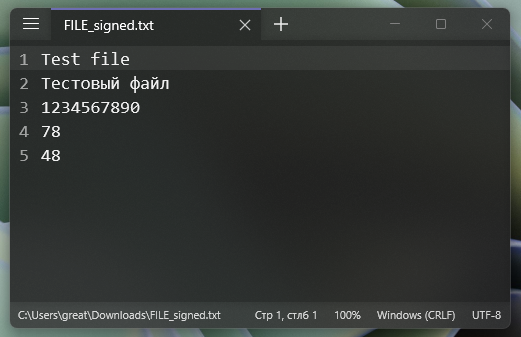 FILE_signed.txt
1 Test file
2 Тестовый файл
3 1234567890
4 78
5 48
C:\Users\great\Downloads\FILE_signed.txt Стр 1, стлб 1 100% Windows (CRLF) UTF-8